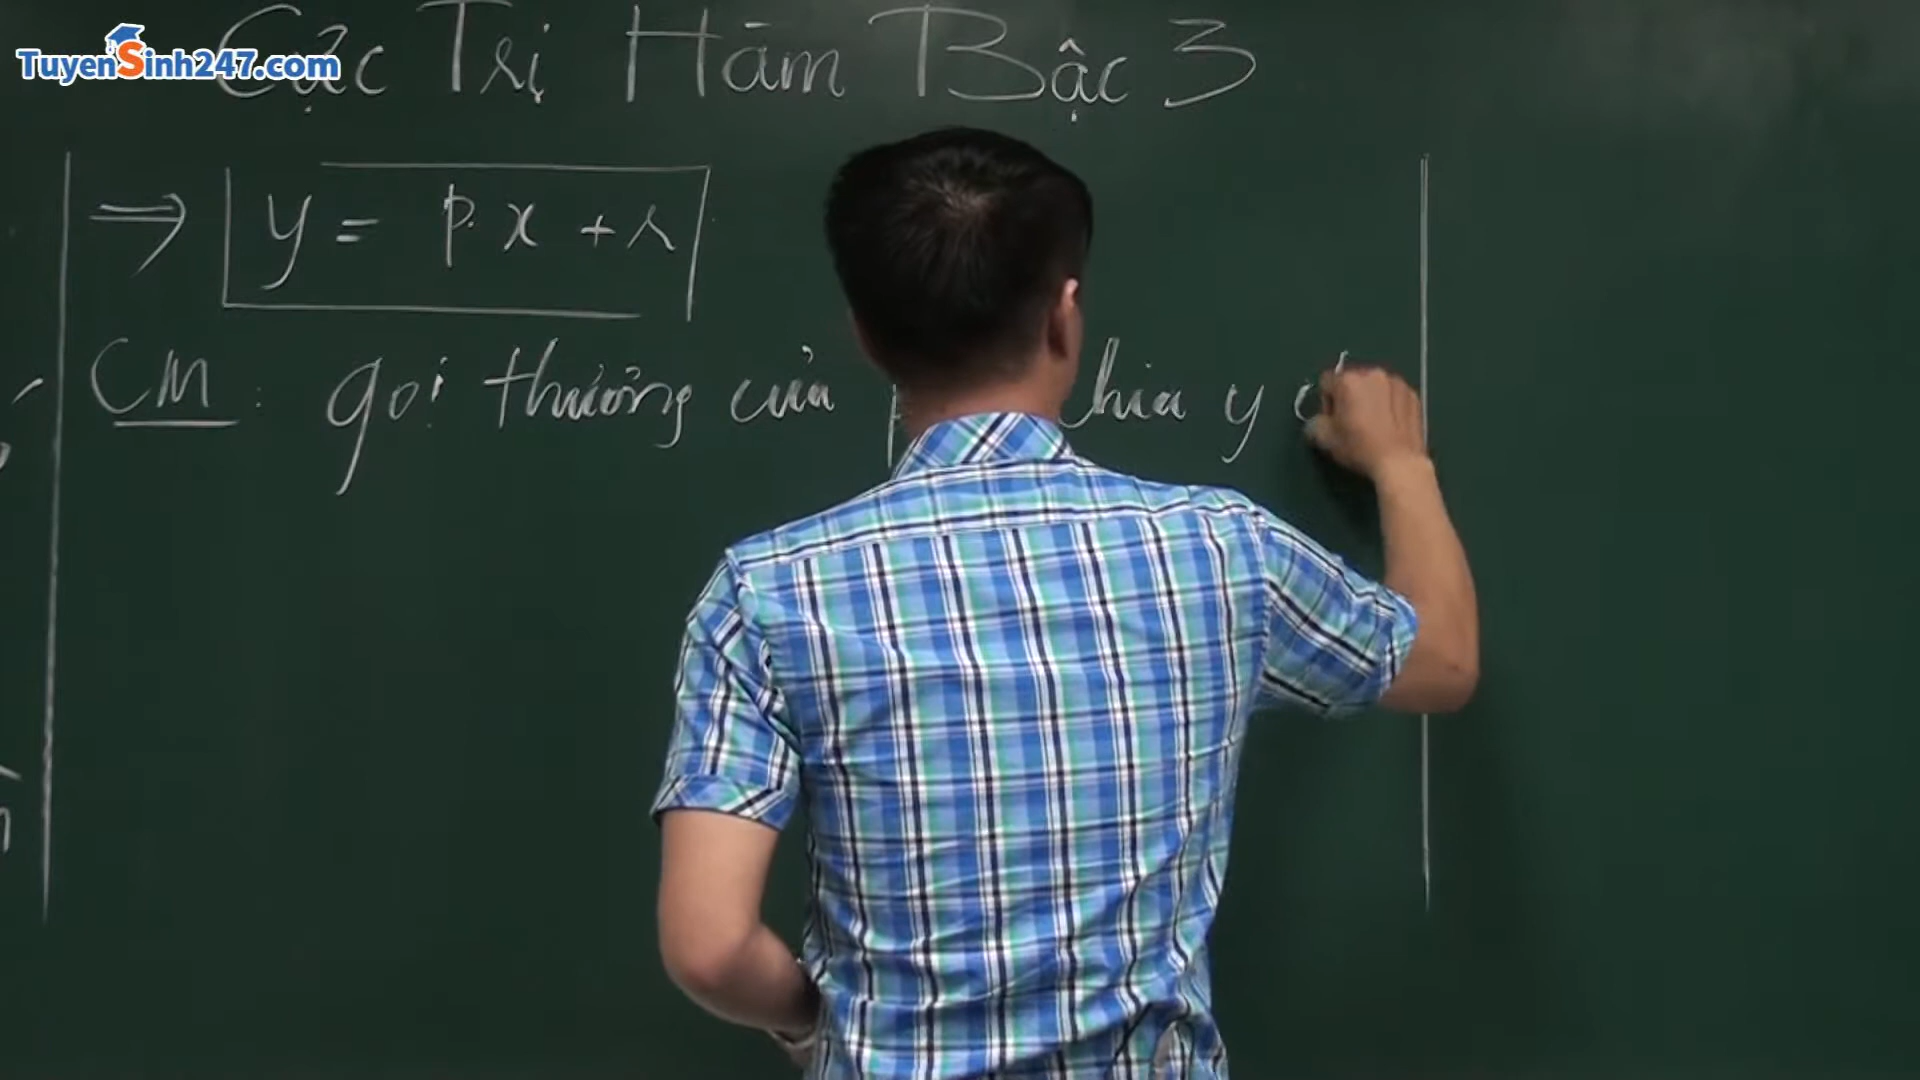 TuyenSinh247.com
Cực Trị Hàm Bậc 3
⇒ y = p.x + r
CM : gọi thương của chia y